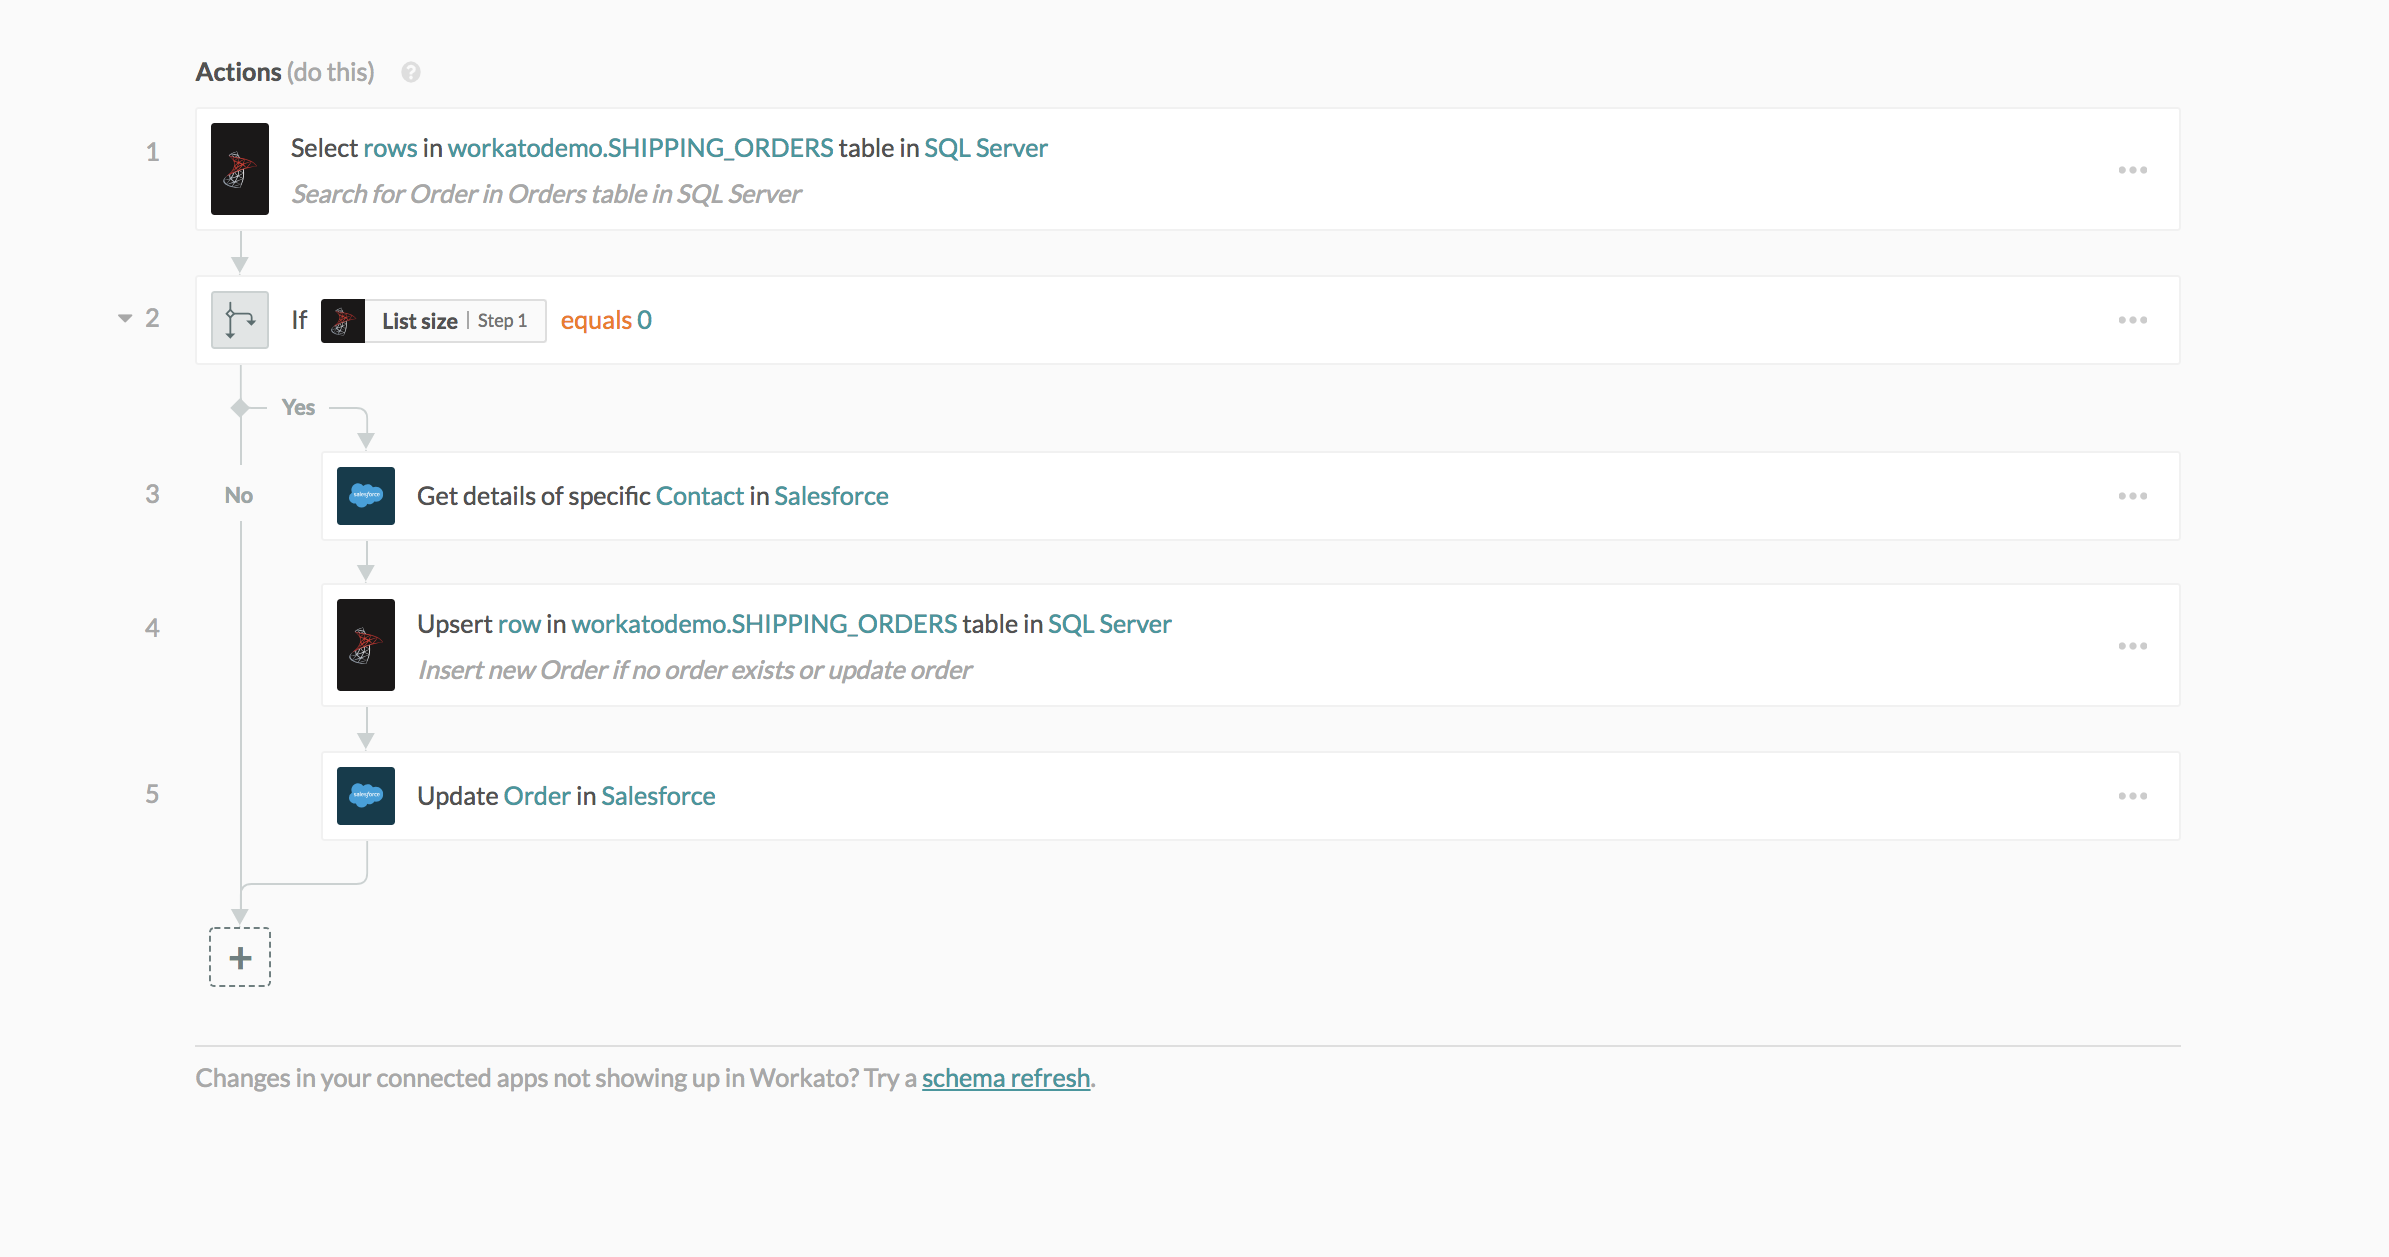 Actions (do this) ?
1
Select rows in workatodemo.SHIPPING_ORDERS table in SQL Server
Search for Order in Orders table in SQL Server
2
If List size | Step 1 equals 0
Yes
No
3
salesforce
Get details of specific Contact in Salesforce
4
Upsert row in workatodemo.SHIPPING_ORDERS table in SQL Server
Insert new Order if no order exists or update order
5
salesforce
Update Order in Salesforce
+
Changes in your connected apps not showing up in Workato? Try a schema refresh.